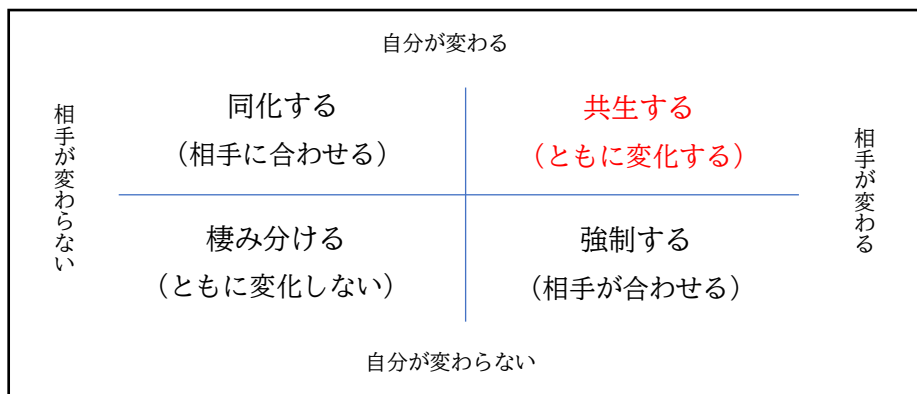 自分が変わる
相手が変わらない
同化する
(相手に合わせる)
共生する
(ともに変化する)
相手が変わる
棲み分ける
(ともに変化しない)
強制する
(相手が合わせる)
自分が変わらない